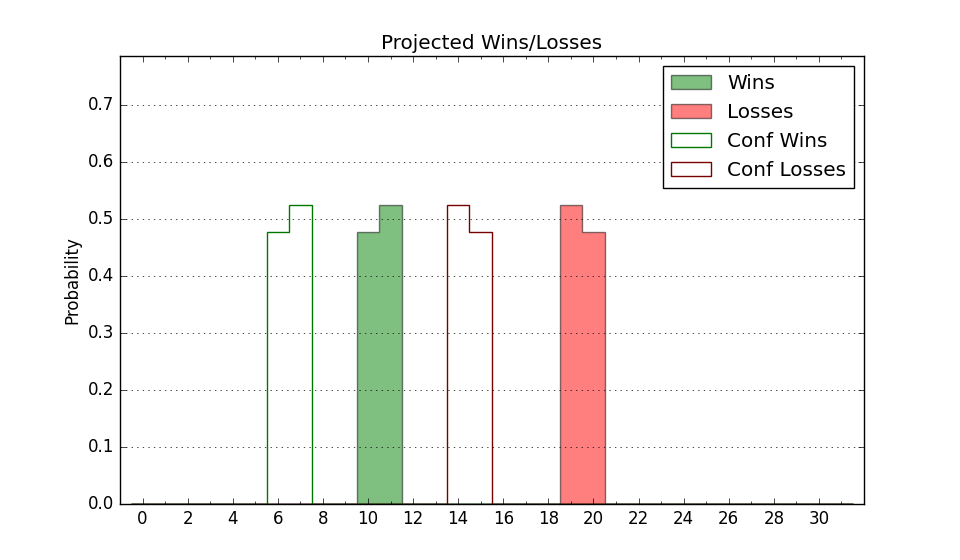 Projected Wins/Losses
Wins
Losses
Conf Wins
Conf Losses
Probability
0.7
0.6
0.5
0.4
0.3
0.2
0.1
0.0
0 2 4 6 8 10 12 14 16 18 20 22 24 26 28 30